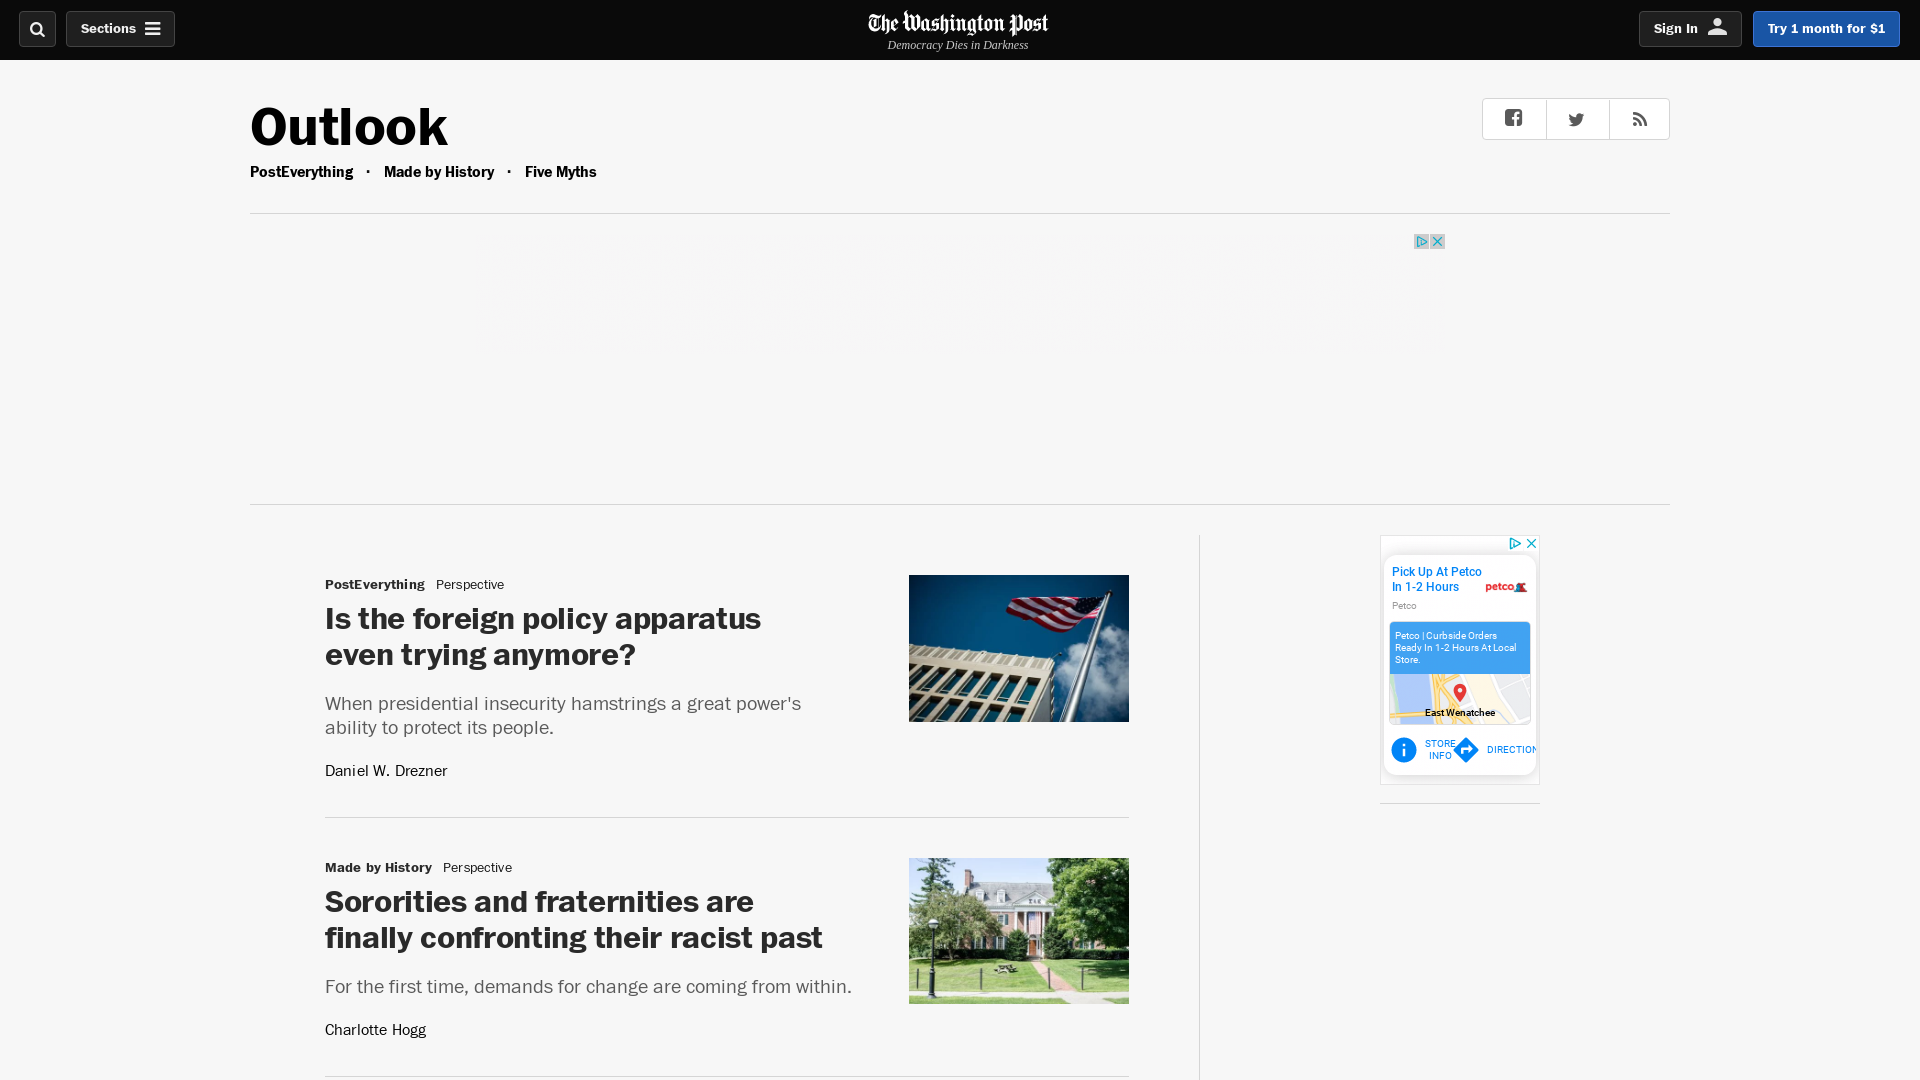 Sections
The Washington Post
Democracy Dies in Darkness
Sign In
Try 1 month for $1
Outlook
PostEverything · Made by History · Five Myths
PostEverything Perspective
Is the foreign policy apparatus
even trying anymore?
When presidential insecurity hamstrings a great power's
ability to protect its people.
Daniel W. Drezner
Made by History Perspective
Sororities and fraternities are
finally confronting their racist past
For the first time, demands for change are coming from within.
Charlotte Hogg
Pick Up At Petco
In 1-2 Hours
petco
Petco
Petco | Curbside Orders
Ready In 1-2 Hours At Local
Store.
East Wenatchee
STORE
INFO
DIRECTION